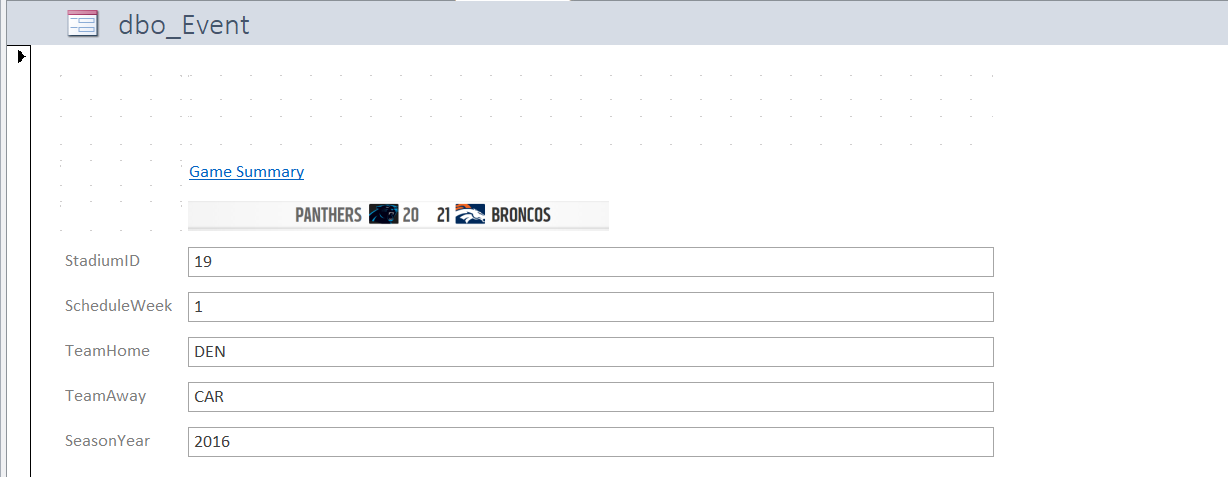 dbo_Event
Game Summary
PANTHERS 20 21 BRONCOS
StadiumID 19
ScheduleWeek 1
TeamHome DEN
TeamAway CAR
SeasonYear 2016